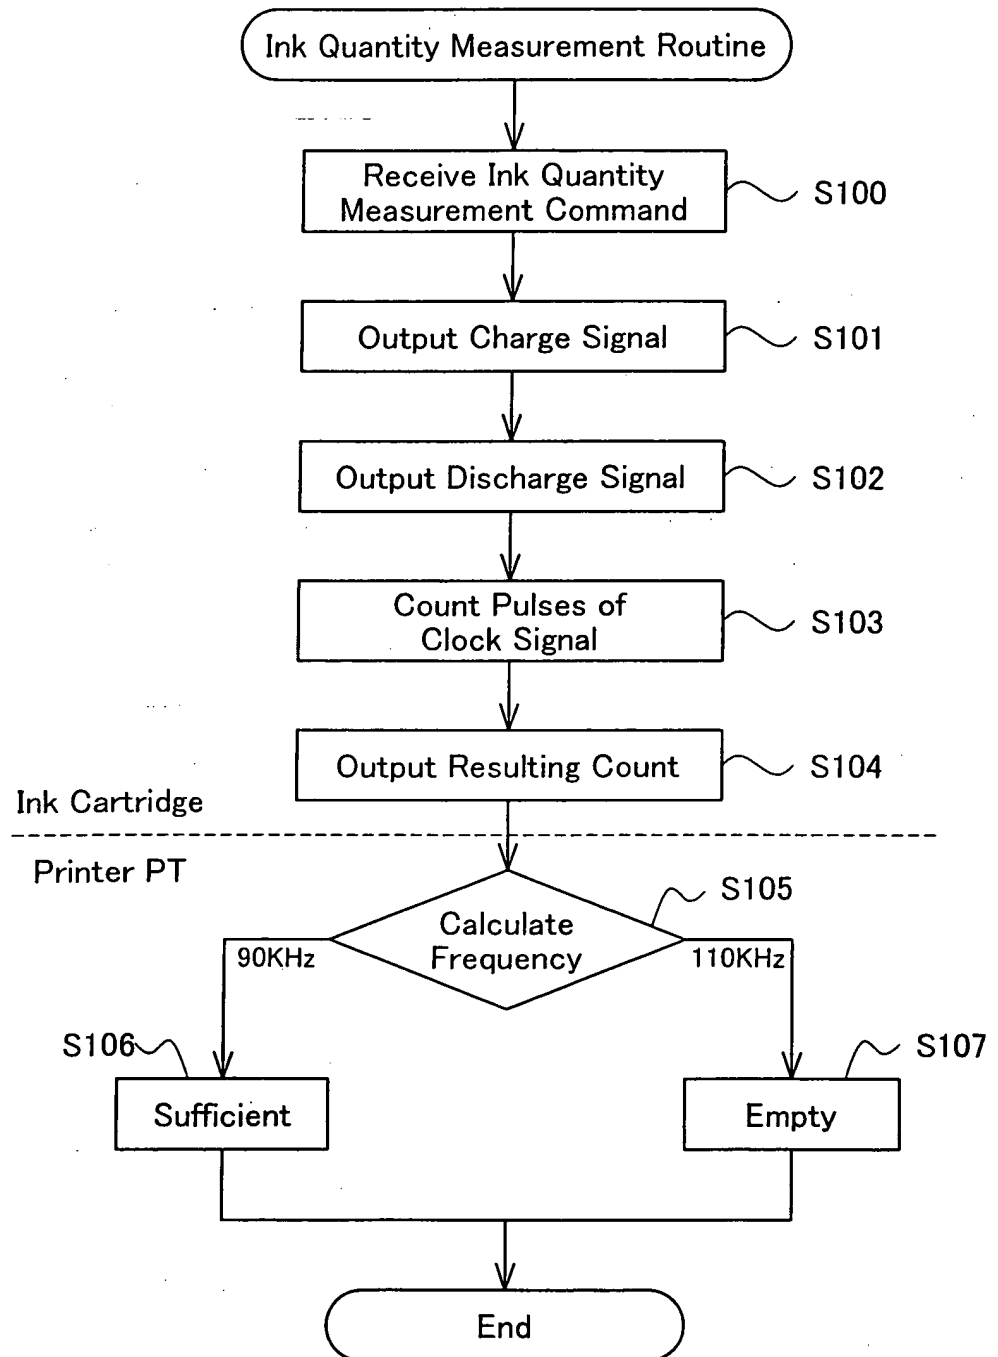 Ink Quantity Measurement Routine
Receive Ink Quantity
Measurement Command
S100
Output Charge Signal
S101
Output Discharge Signal
S102
Count Pulses of
Clock Signal
S103
Output Resulting Count
S104
Ink Cartridge
Printer PT
S105
Calculate
Frequency
90KHz
110KHz
S106
S107
Sufficient
Empty
End